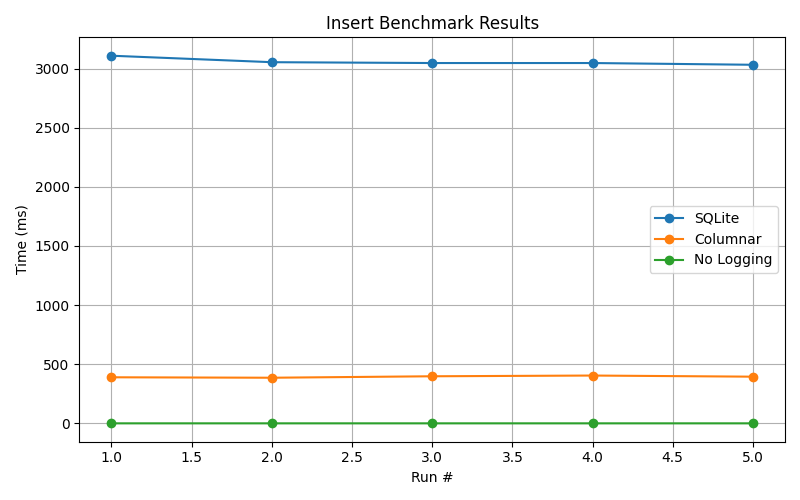 Insert Benchmark Results
Time (ms)
3000
2500
2000
1500
1000
500
0
SQLite
Columnar
No Logging
1.0 1.5 2.0 2.5 3.0 3.5 4.0 4.5 5.0
Run #